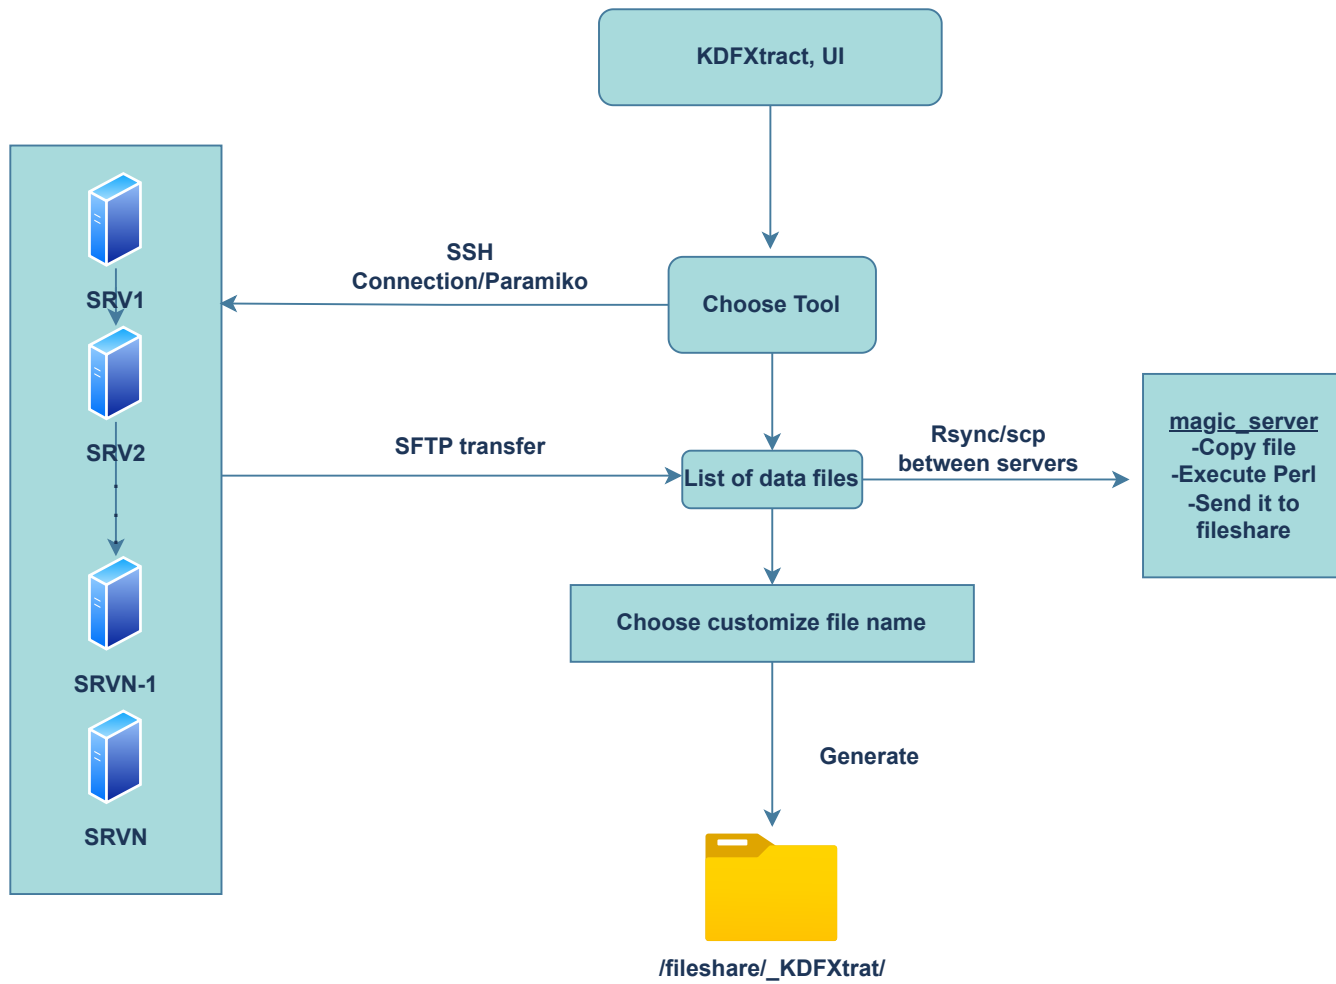 KDFXtract, UI
SSH
Connection/Paramiko
Choose Tool
SRV1
SRV2
.
.
.
SRVN-1
SRVN
SFTP transfer
List of data files
Rsync/scp
between servers
magic_server
-Copy file
-Execute Perl
-Send it to
fileshare
Choose customize file name
Generate
/fileshare/_KDFXtrat/